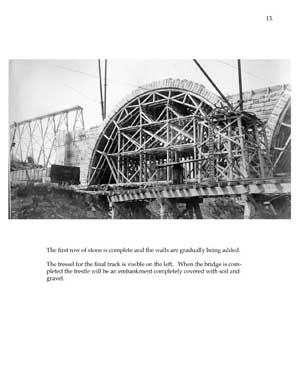 13.
The first row of stone is complete and the walls are gradually being added.
The tressel for the final track is visible on the left.   When the bridge is com-
pleted the trestle will be an embankment completely covered with soil and
gravel.